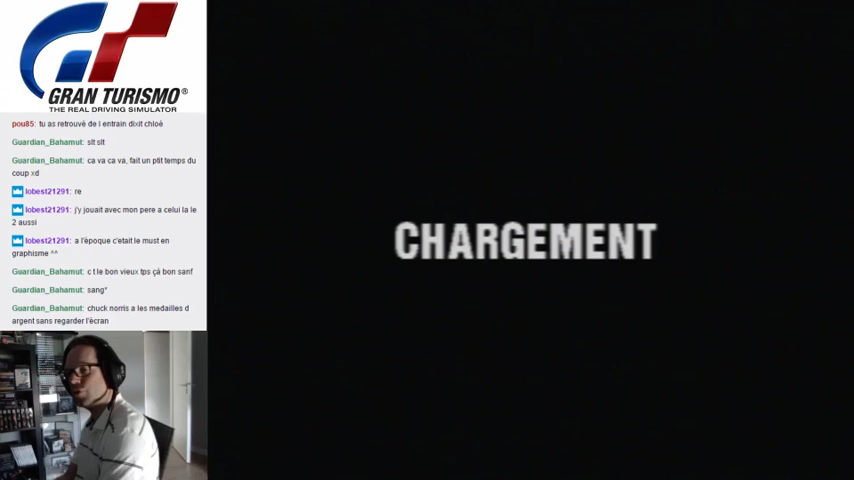 GRAN TURISMO®
THE REAL DRIVING SIMULATOR
pou85: tu as retrouvé de l entrain dixit chloé
Guardian_Bahamut: slt slt
Guardian_Bahamut: ca va ca va, fait un ptit temps du
coup xd
lobest21291: re
lobest21291: j'y jouait avec mon pere a celui la le
2 aussi
lobest21291: a l'époque c'etait le must en
graphisme ^^
Guardian_Bahamut: c t le bon vieux tps çà bon sanf
Guardian_Bahamut: sang*
Guardian_Bahamut: chuck norris a les medailles d
argent sans regarder l'écran
CHARGEMENT